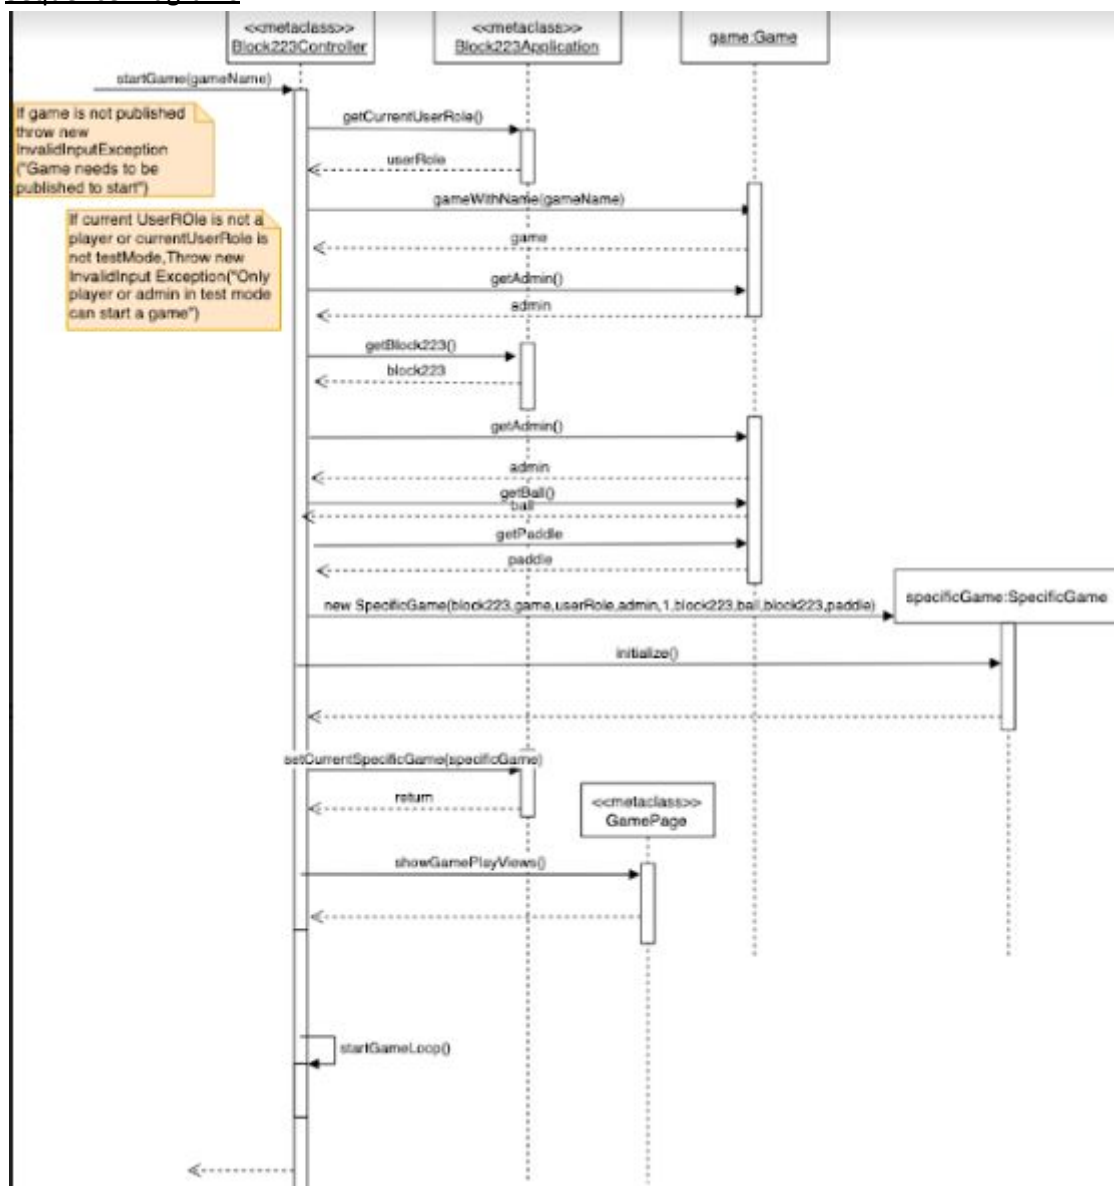 <<metaclass>>
Block223Controller
<<metaclass>>
Block223Application
game:Game
startGame(gameName)
If game is not published
throw new
InvalidInputException
("Game needs to be
published to start")
getCurrentUserRole()
userRole
gameWithName(gameName)
game
If current UserROle is not a
player or currentUserRole is
not testMode,Throw new
InvalidInput Exception("Only
player or admin in test mode
can start a game")
getAdmin()
admin
getBlock223()
block223
getAdmin()
admin
getBall()
ball
getPaddle
paddle
new SpecificGame(block223,game,userRole,admin,1,block223,ball,block223,paddle)
specificGame:SpecificGame
initialize()
setCurrentSpecificGame(specificGame)
return
<<metaclass>>
GamePage
showGamePlayViews()
startGameLoop()